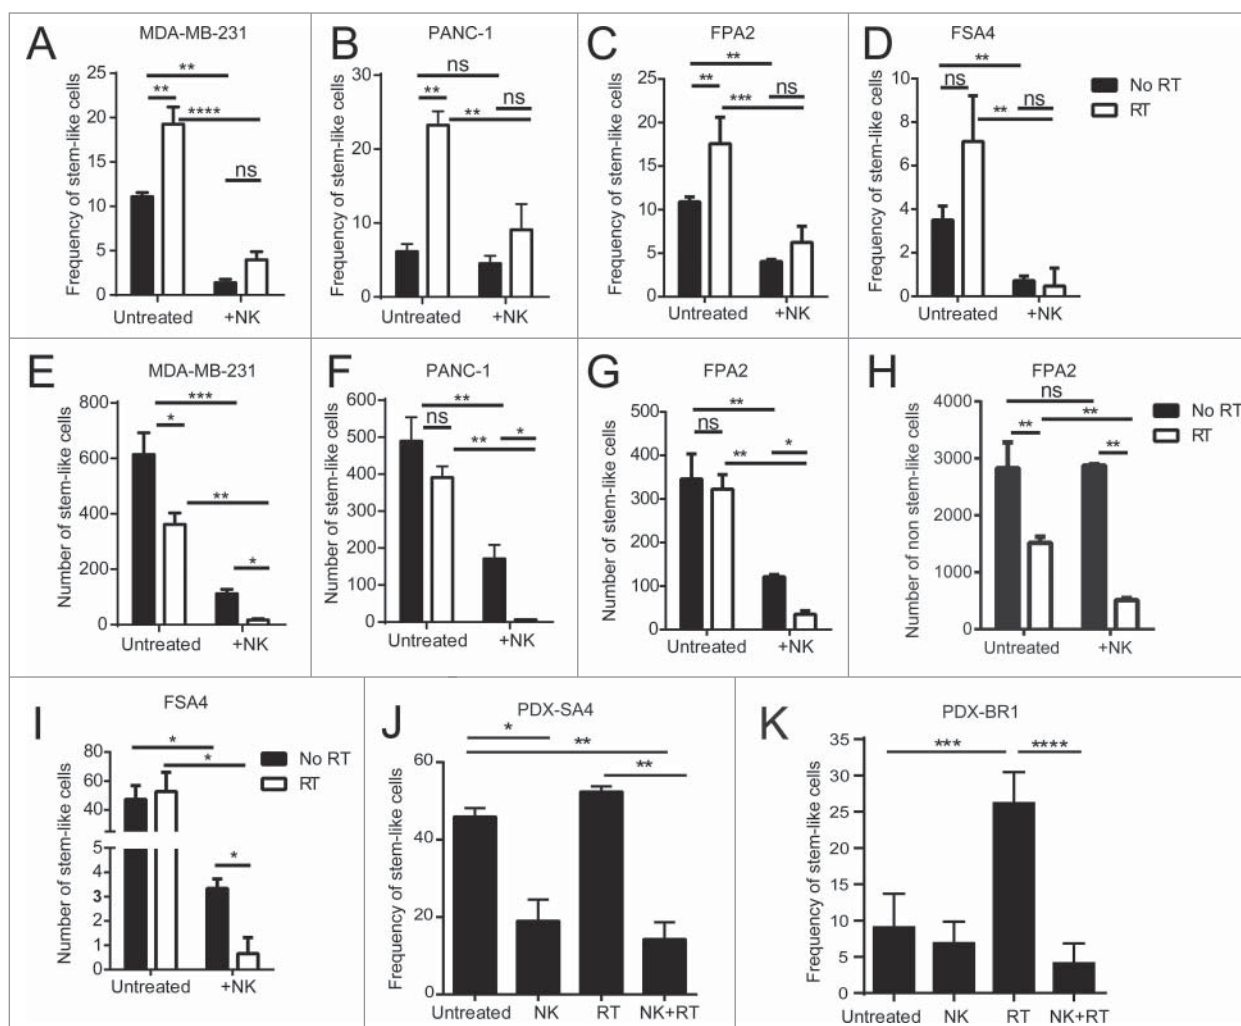 A
MDA-MB-231
Frequency of stem-like cells
25
20
15
10
5
0
**
**
****
ns
Untreated +NK
B
PANC-1
Frequency of stem-like cells
30
20
10
0
ns
**
ns
**
Untreated +NK
C
FPA2
Frequency of stem-like cells
25
20
15
10
5
0
**
**
ns
***
Untreated +NK
D
FSA4
Frequency of stem-like cells
10
8
6
4
2
0
**
ns
ns
**
Untreated +NK
No RT
RT
E
MDA-MB-231
Number of stem-like cells
800
600
400
200
0
***
*
**
*
Untreated +NK
F
PANC-1
Number of stem-like cells
600
500
400
300
200
100
0
**
ns
*
**
Untreated +NK
G
FPA2
Number of stem-like cells
500
400
300
200
100
0
**
ns
*
**
Untreated +NK
H
FPA2
Number of non stem-like cells
4000
3000
2000
1000
0
ns
**
**
**
Untreated +NK
No RT
RT
I
FSA4
Number of stem-like cells
80
60
40
5
4
3
2
1
0
*
*
*
Untreated +NK
No RT
RT
J
PDX-SA4
Frequency of stem-like cells
60
40
20
0
*
**
**
Untreated NK RT NK+RT
K
PDX-BR1
Frequency of stem-like cells
35
30
25
20
15
10
5
0
***
****
Untreated NK RT NK+RT